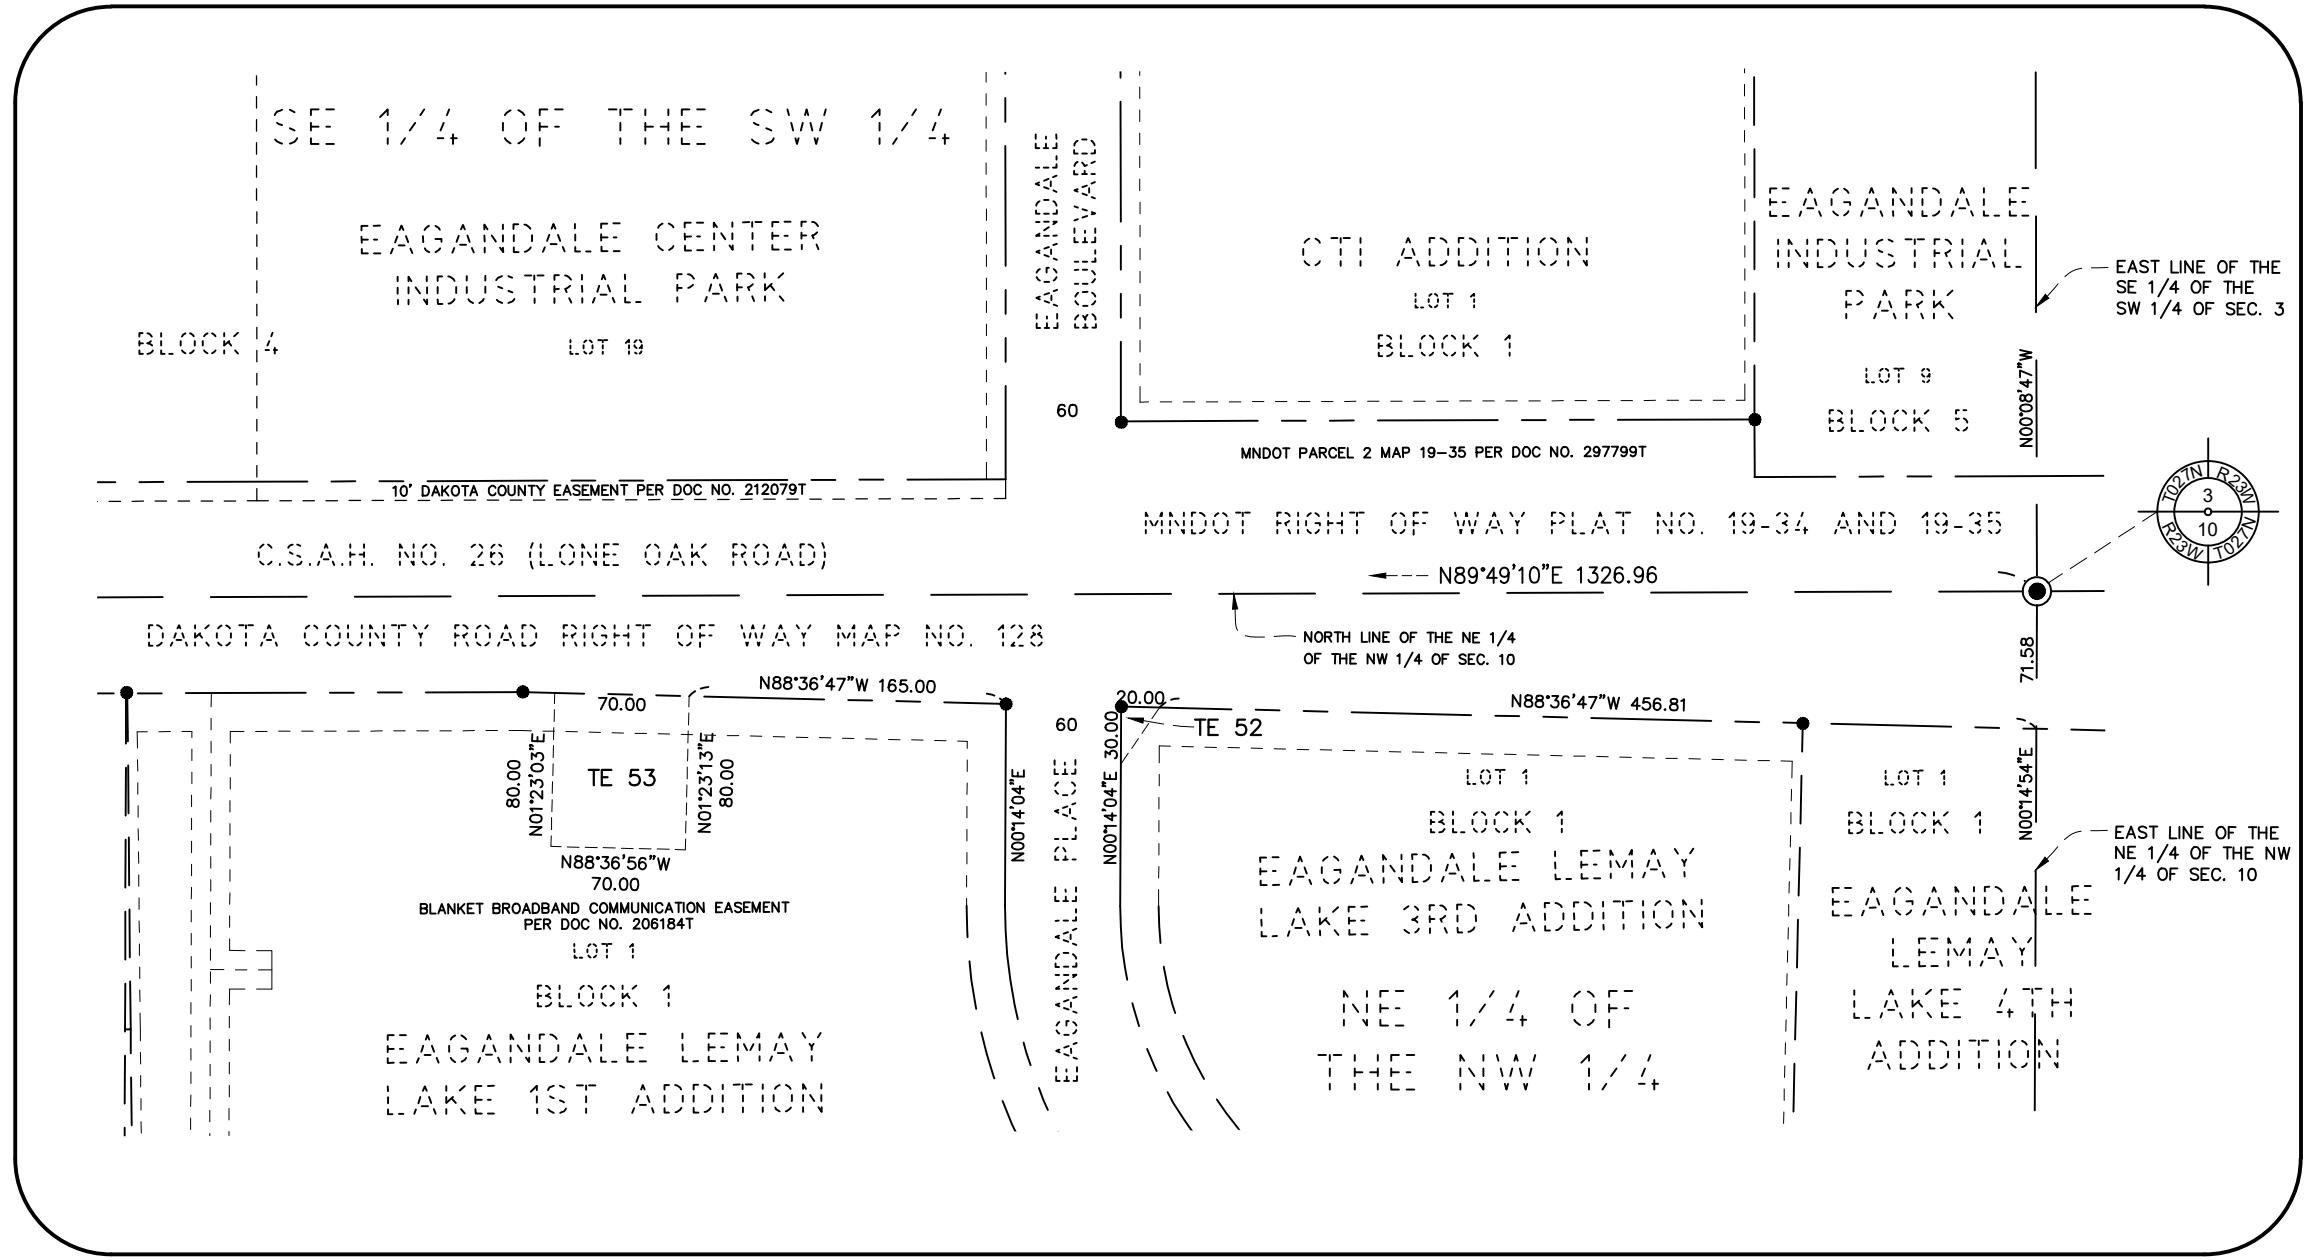 SE 1/4 OF THE SW 1/4
EAGANDALE CENTER
INDUSTRIAL PARK
BLOCK 4
LOT 19
EAGANDALE
BOULEVARD
60
CTI ADDITION
LOT 1
BLOCK 1
EAGANDALE
INDUSTRIAL
PARK
LOT 9
BLOCK 5
EAST LINE OF THE
SE 1/4 OF THE
SW 1/4 OF SEC. 3
N00°08'47"W
MNDOT PARCEL 2 MAP 19-35 PER DOC NO. 297799T
10' DAKOTA COUNTY EASEMENT PER DOC NO. 212079T
MNDOT RIGHT OF WAY PLAT NO. 19-34 AND 19-35
T027N
R23W
3
10
R23W
T027N
C.S.A.H. NO. 26 (LONE OAK ROAD)
N89°49'10"E 1326.96
DAKOTA COUNTY ROAD RIGHT OF WAY MAP NO. 128
NORTH LINE OF THE NE 1/4
OF THE NW 1/4 OF SEC. 10
71.58
N88°36'47"W 165.00
70.00
20.00
N88°36'47"W 456.81
60
TE 52
30.00
N00°14'04"E
N00°14'04"E
80.00
N01°23'03"E
TE 53
N01°23'13"E
80.00
N88°36'56"W
70.00
BLANKET BROADBAND COMMUNICATION EASEMENT
PER DOC NO. 206184T
LOT 1
BLOCK 1
EAGANDALE LEMAY
LAKE 1ST ADDITION
EAGANDALE PLACE
LOT 1
BLOCK 1
EAGANDALE LEMAY
LAKE 3RD ADDITION
NE 1/4 OF
THE NW 1/4
LOT 1
BLOCK 1
N00°14'54"E
EAGANDALE
LEMAY
LAKE 4TH
ADDITION
EAST LINE OF THE
NE 1/4 OF THE NW
1/4 OF SEC. 10